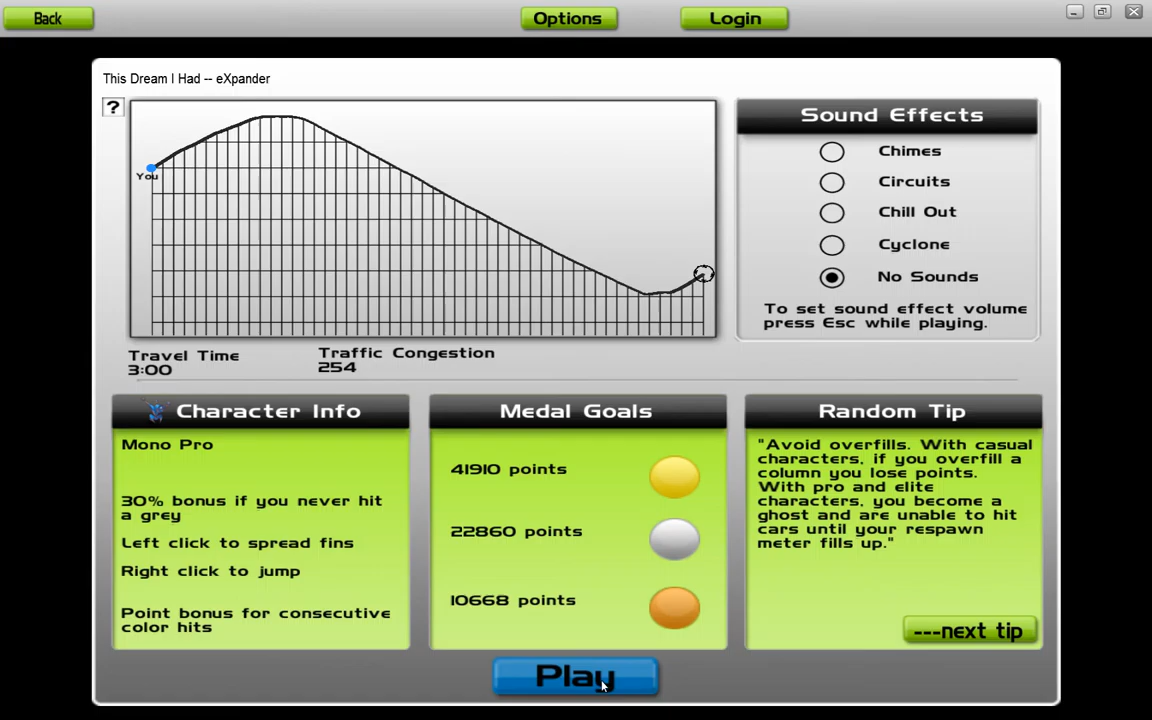 Back
Options
Login
This Dream I Had -- eXpander
?
You
Travel Time
3:00
Traffic Congestion
254
Sound Effects
Chimes
Circuits
Chill Out
Cyclone
No Sounds
To set sound effect volume
press Esc while playing.
Character Info
Mono Pro
30% bonus if you never hit
a grey
Left click to spread fins
Right click to jump
Point bonus for consecutive
color hits
Medal Goals
41910 points
22860 points
10668 points
Random Tip
"Avoid overfills. With casual
characters, if you overfill a
column you lose points.
With pro and elite
characters, you become a
ghost and are unable to hit
cars until your respawn
meter fills up."
---next tip
Play